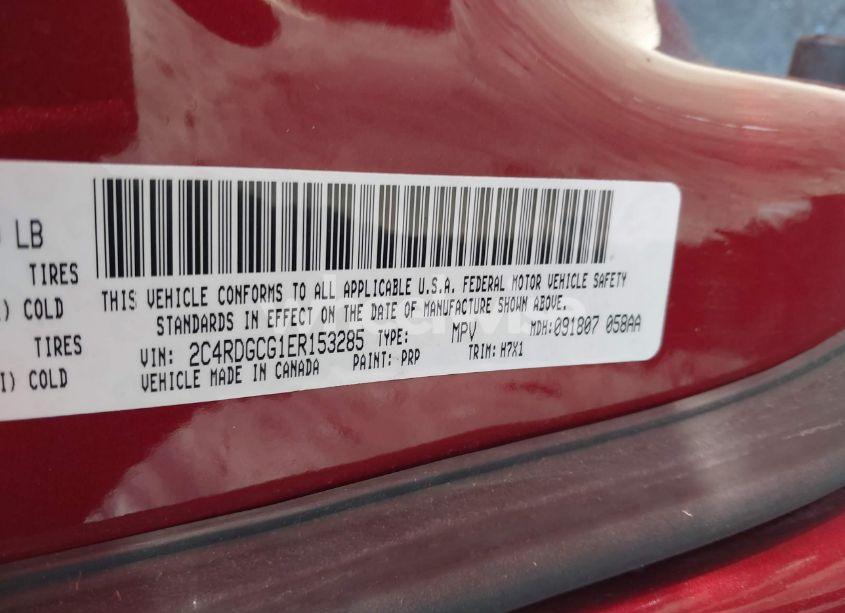 LB
TIRES
COLD
TIRES
I) COLD
THIS VEHICLE CONFORMS TO ALL APPLICABLE U.S.A. FEDERAL MOTOR VEHICLE SAFETY
STANDARDS IN EFFECT ON THE DATE OF MANUFACTURE SHOWN ABOVE.
VIN: 2C4RDGCG1ER153285 TYPE: MPV MDH:091807 058AA
VEHICLE MADE IN CANADA PAINT: PRP TRIM: H7X1